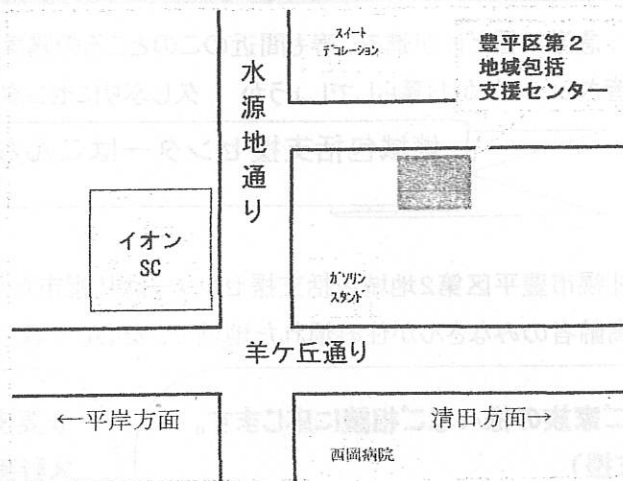 スイート
デコレーション
豊平区第２
地域包括
支援センター
水源地通り
イオン
SC
ガソリン
スタンド
羊ケ丘通り
←平岸方面
清田方面→
西岡病院